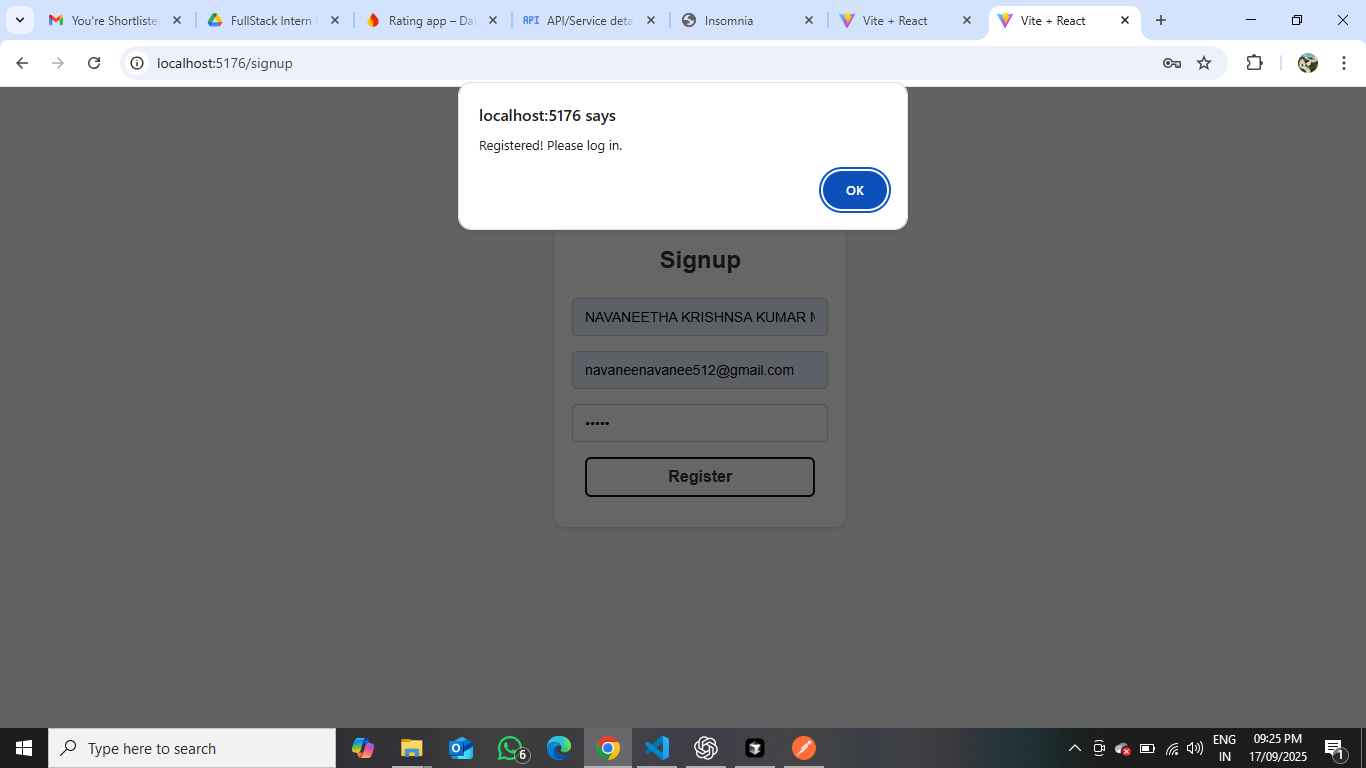 You're Shortliste
FullStack Intern
Rating app – Da
API API/Service deta
Insomnia
Vite + React
Vite + React
localhost:5176/signup
localhost:5176 says
Registered! Please log in.
OK
Signup
NAVANEETHA KRISHNSA KUMAR
navaneenavanee512@gmail.com
•••••
Register
Type here to search
6
ENG
IN
09:25 PM
17/09/2025
1